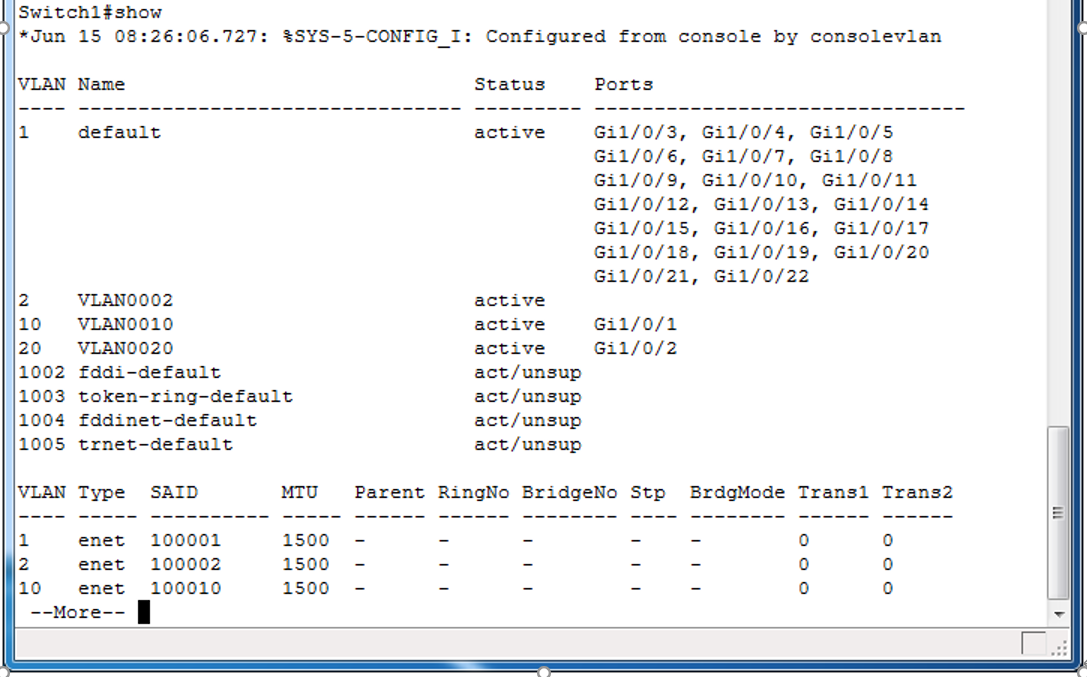 Switch1#show
*Jun 15 08:26:06.727: %SYS-5-CONFIG_I: Configured from console by consolevlan

VLAN Name                             Status    Ports
---- -------------------------------- --------- -------------------------------
1    default                          active    Gi1/0/3, Gi1/0/4, Gi1/0/5
                                                Gi1/0/6, Gi1/0/7, Gi1/0/8
                                                Gi1/0/9, Gi1/0/10, Gi1/0/11
                                                Gi1/0/12, Gi1/0/13, Gi1/0/14
                                                Gi1/0/15, Gi1/0/16, Gi1/0/17
                                                Gi1/0/18, Gi1/0/19, Gi1/0/20
                                                Gi1/0/21, Gi1/0/22
2    VLAN0002                         active
10   VLAN0010                         active    Gi1/0/1
20   VLAN0020                         active    Gi1/0/2
1002 fddi-default                     act/unsup
1003 token-ring-default               act/unsup
1004 fddinet-default                  act/unsup
1005 trnet-default                    act/unsup

VLAN Type  SAID       MTU   Parent RingNo BridgeNo Stp  BrdgMode Trans1 Trans2
---- ----- ---------- ----- ------ ------ -------- ---- -------- ------ ------
1    enet  100001     1500  -      -      -        -    -        0      0
2    enet  100002     1500  -      -      -        -    -        0      0
10   enet  100010     1500  -      -      -        -    -        0      0
 --More--